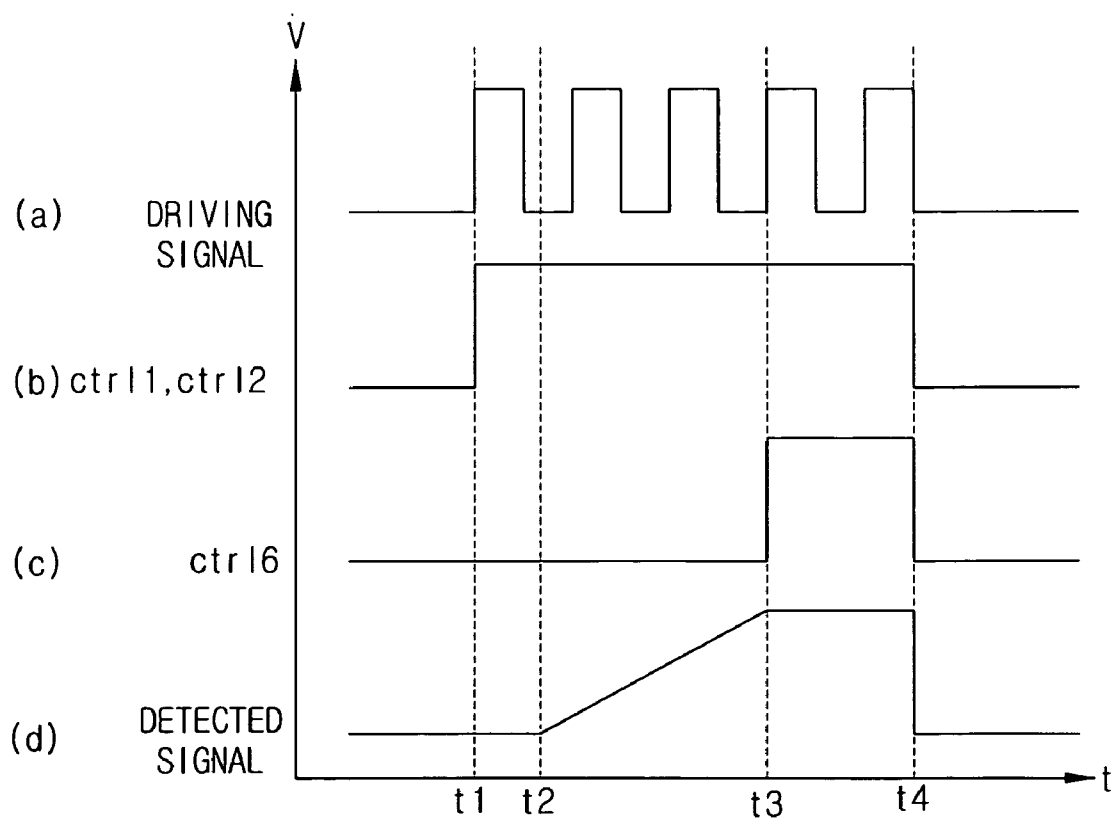 V
(a) DRIVING
SIGNAL
(b) ctrl1,ctrl2
(c) ctrl6
(d) DETECTED
SIGNAL
t
t1 t2 t3 t4